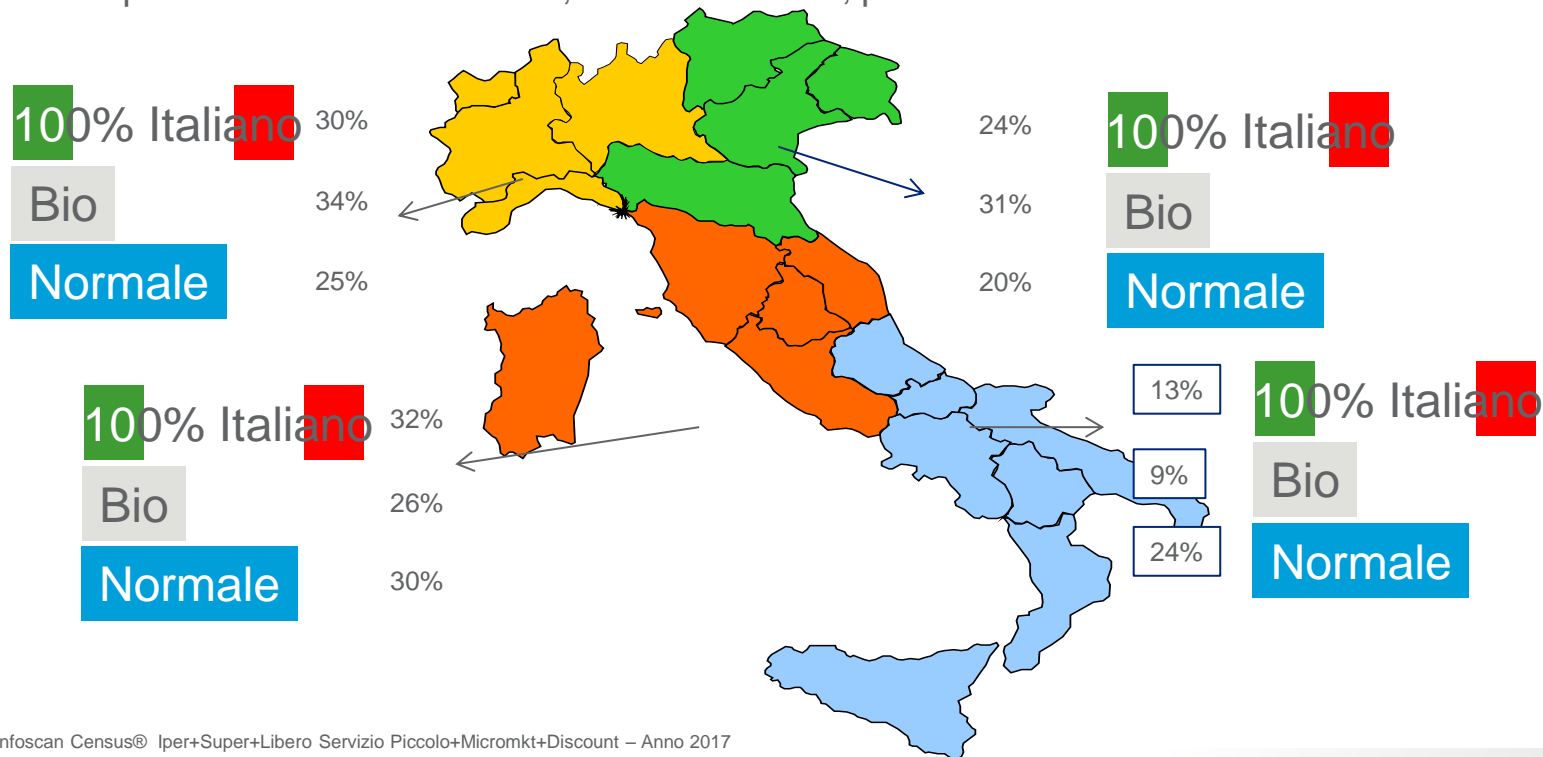 100% Italiano 30%
Bio 34%
Normale 25%
24% 100% Italiano
31% Bio
20% Normale
100% Italiano 32%
Bio 26%
Normale 30%
13% 100% Italiano
9% Bio
24% Normale
nfoscan Census® Iper+Super+Libero Servizio Piccolo+Micromkt+Discount – Anno 2017